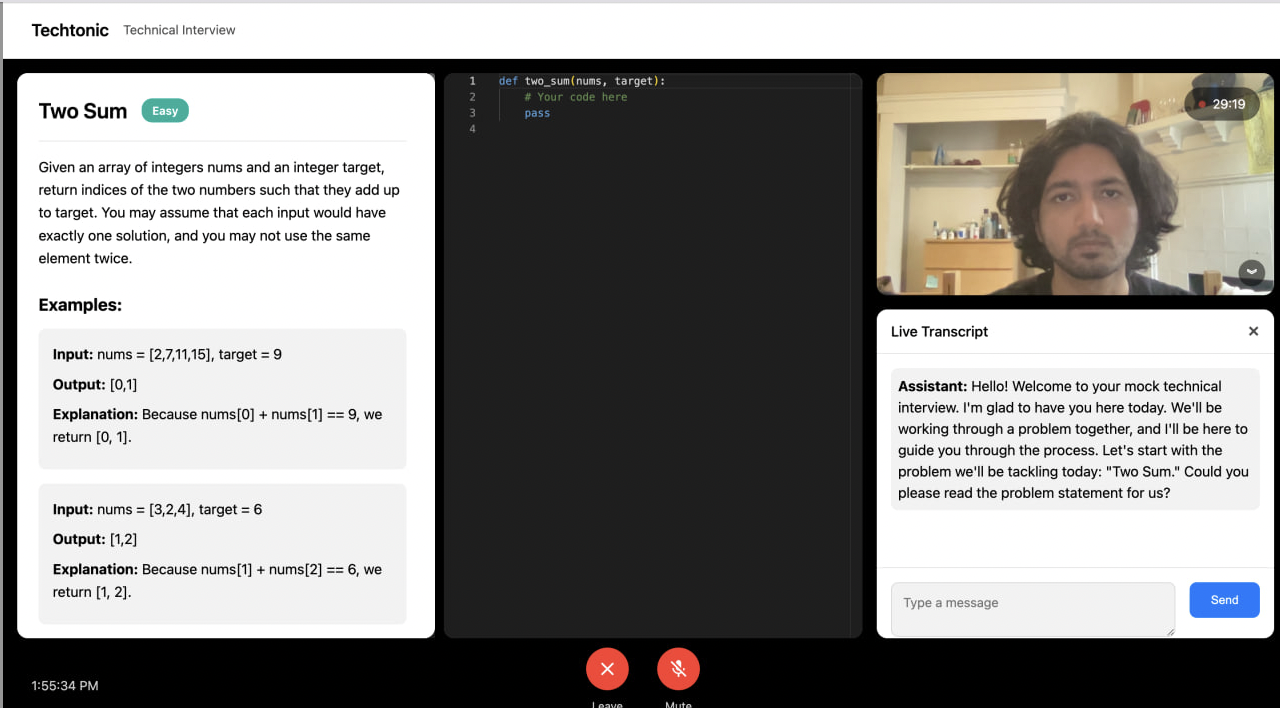 Techtonic Technical Interview
Two Sum Easy
Given an array of integers nums and an integer target,
return indices of the two numbers such that they add up
to target. You may assume that each input would have
exactly one solution, and you may not use the same
element twice.
Examples:
Input: nums = [2,7,11,15], target = 9
Output: [0,1]
Explanation: Because nums[0] + nums[1] == 9, we
return [0, 1].
Input: nums = [3,2,4], target = 6
Output: [1,2]
Explanation: Because nums[1] + nums[2] == 6, we
return [1, 2].
1 def two_sum(nums, target):
2 # Your code here
3 pass
4
29:19
Live Transcript ×
Assistant: Hello! Welcome to your mock technical
interview. I'm glad to have you here today. We'll be
working through a problem together, and I'll be here to
guide you through the process. Let's start with the
problem we'll be tackling today: "Two Sum." Could you
please read the problem statement for us?
Type a message
Send
1:55:34 PM
Leave
Mute